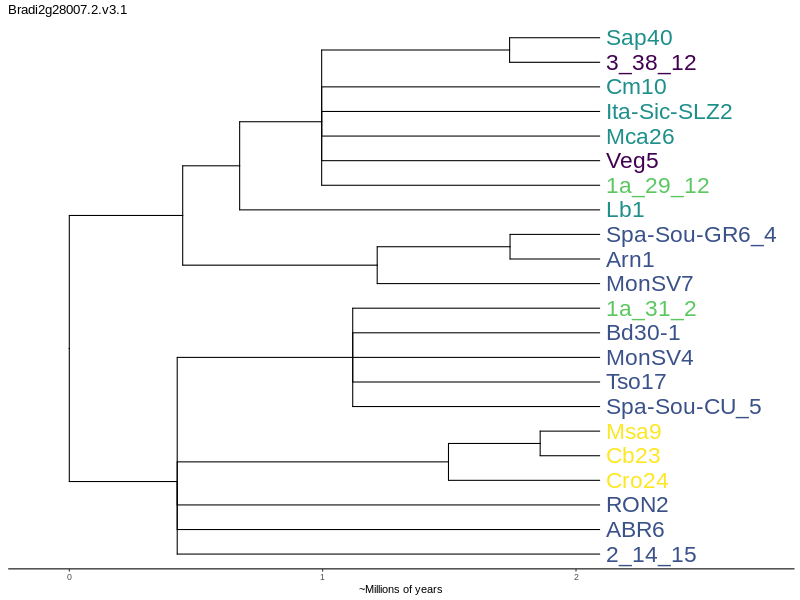 Bradi2g28007.2.v3.1
Sap40
3_38_12
Cm10
Ita-Sic-SLZ2
Mca26
Veg5
1a_29_12
Lb1
Spa-Sou-GR6_4
Arn1
MonSV7
1a_31_2
Bd30-1
MonSV4
Tso17
Spa-Sou-CU_5
Msa9
Cb23
Cro24
RON2
ABR6
2_14_15
0 1 2
~Millions of years